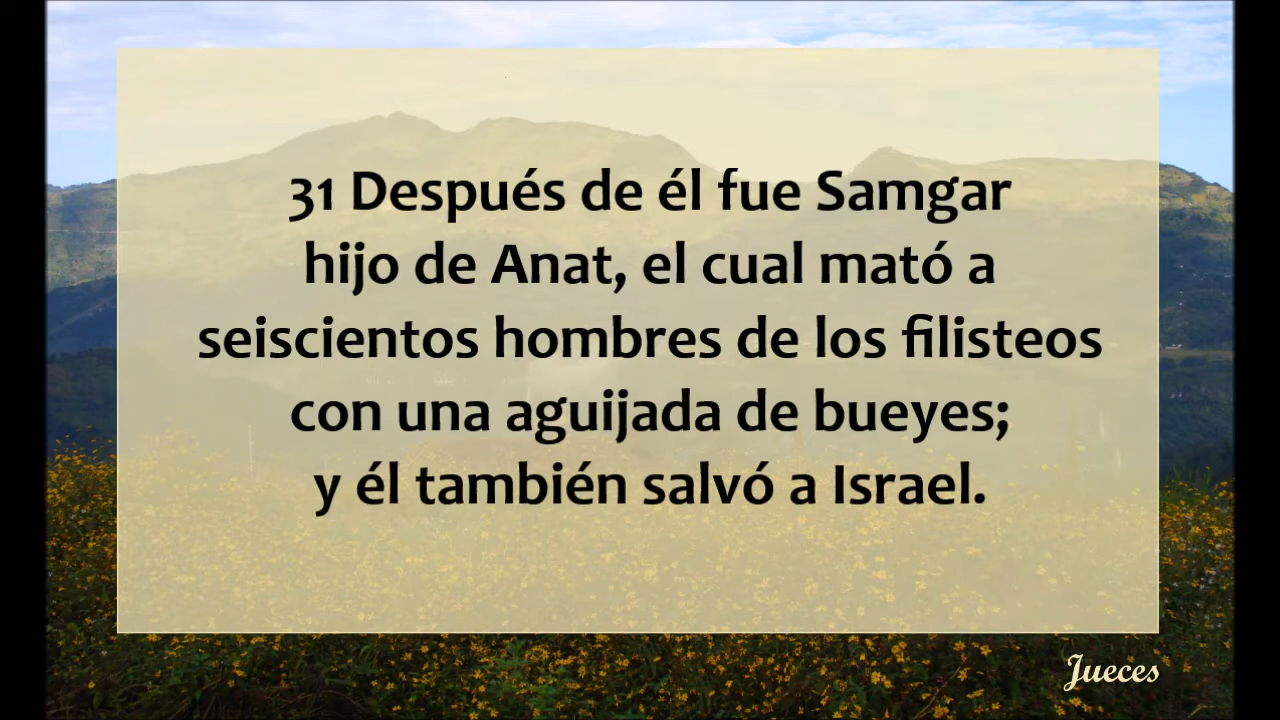 31 Después de él fue Samgar
hijo de Anat, el cual mató a
seiscientos hombres de los filisteos
con una aguijada de bueyes;
y él también salvó a Israel.
Jueces